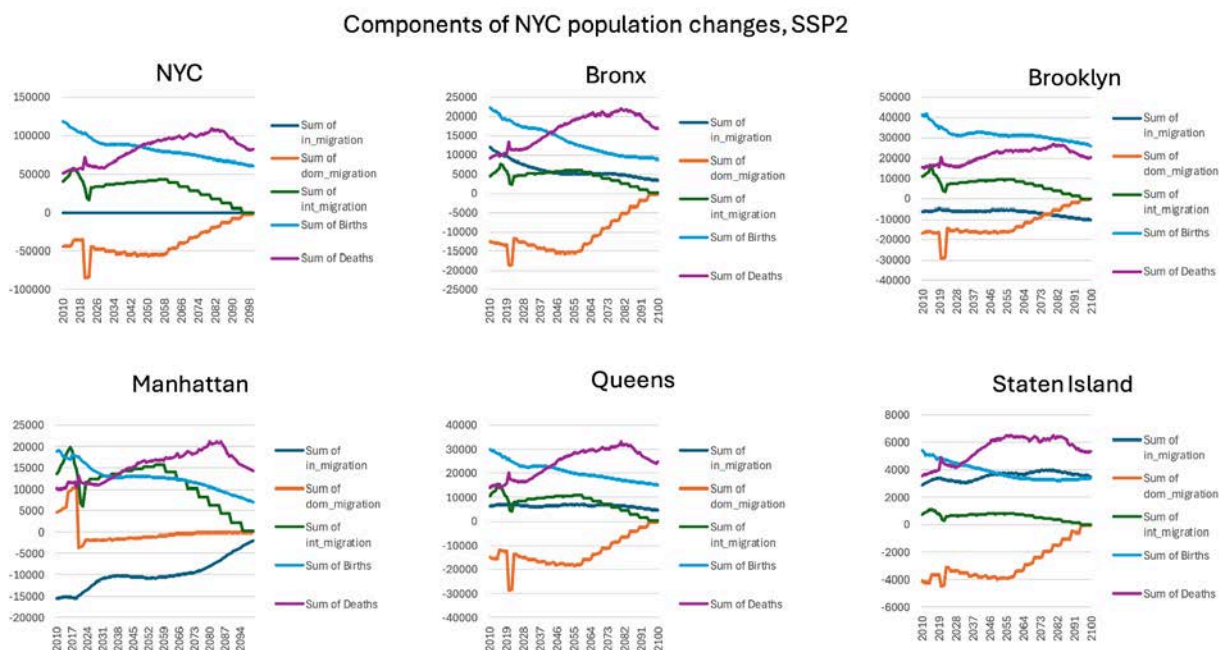 Components of NYC population changes, SSP2
NYC
150000
100000
50000
0
-50000
-100000
2010 2018 2026 2034 2042 2050 2058 2066 2074 2082 2090 2098
Sum of
in_migration
Sum of
dom_migration
Sum of
int_migration
Sum of Births
Sum of Deaths
Bronx
25000
20000
15000
10000
5000
0
-5000
-10000
-15000
-20000
-25000
2010 2019 2028 2037 2046 2055 2064 2073 2082 2091 2100
Sum of
in_migration
Sum of
dom_migration
Sum of
int_migration
Sum of Births
Sum of Deaths
Brooklyn
50000
40000
30000
20000
10000
0
-10000
-20000
-30000
-40000
2010 2019 2028 2037 2046 2055 2064 2073 2082 2091 2100
Sum of
in_migration
Sum of
dom_migration
Sum of
int_migration
Sum of Births
Sum of Deaths
Manhattan
25000
20000
15000
10000
5000
0
-5000
-10000
-15000
-20000
2010 2017 2024 2031 2038 2045 2052 2059 2066 2073 2080 2087 2094
Sum of
in_migration
Sum of
dom_migration
Sum of
int_migration
Sum of Births
Sum of Deaths
Queens
40000
30000
20000
10000
0
-10000
-20000
-30000
-40000
2010 2019 2028 2037 2046 2055 2064 2073 2082 2091 2100
Sum of
in_migration
Sum of
dom_migration
Sum of
int_migration
Sum of Births
Sum of Deaths
Staten Island
8000
6000
4000
2000
0
-2000
-4000
-6000
2010 2019 2028 2037 2046 2055 2064 2073 2082 2091 2100
Sum of
in_migration
Sum of
dom_migration
Sum of
int_migration
Sum of Births
Sum of Deaths